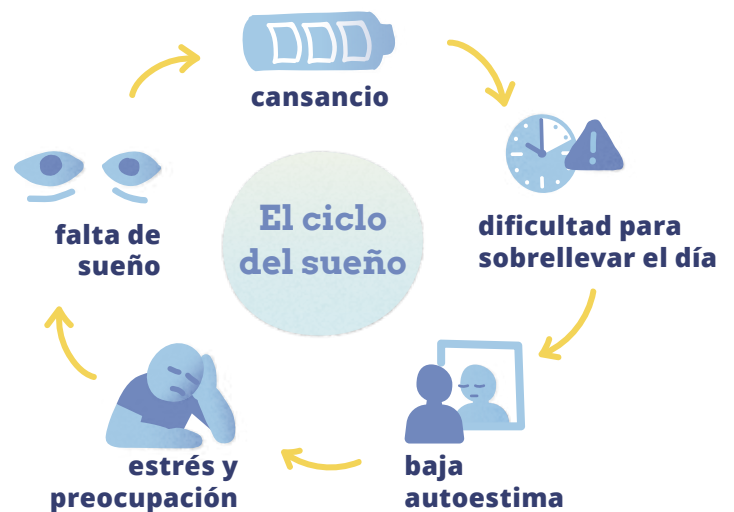 cansancio
El ciclo
del sueño
dificultad para
sobrellevar el día
baja
autoestima
estrés y
preocupación
falta de
sueño